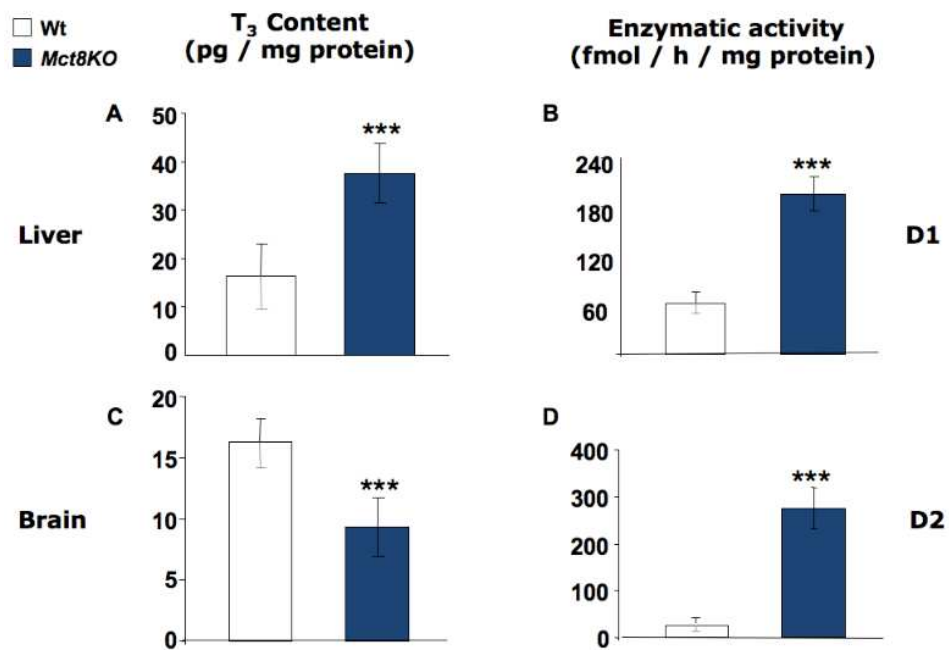 Wt
Mct8KO
T3 Content
(pg / mg protein)
Enzymatic activity
(fmol / h / mg protein)
A
50
40
30
20
10
0
***
Liver
B
240
180
120
60
***
D1
C
20
15
10
5
0
***
Brain
D
400
300
200
100
0
***
D2